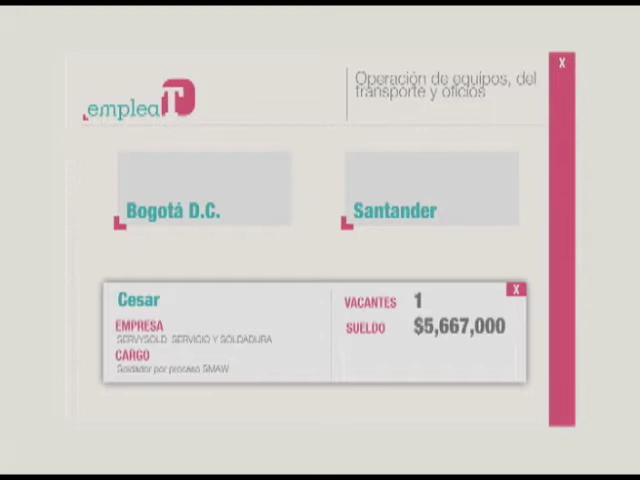 empleaT
Operación de equipos, del
transporte y oficios
X
Bogotá D.C.
Santander
Cesar
EMPRESA
SERVYSOLD SERVICIO Y SOLDADURA
CARGO
Soldador por proceso SMAW
VACANTES 1
SUELDO $5,667,000
X